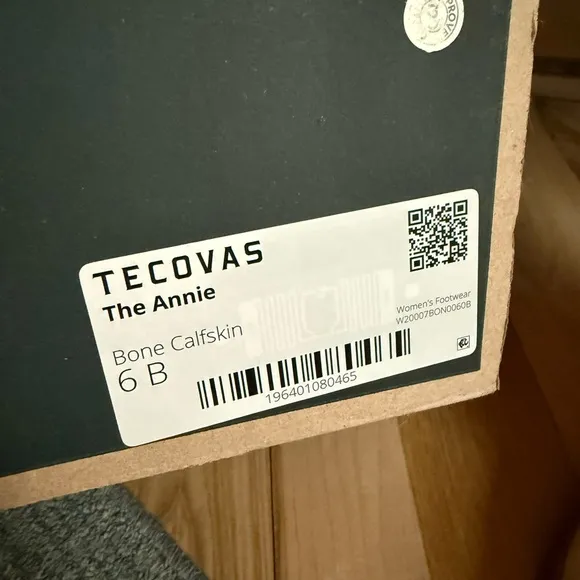 TECOVAS
The Annie
Bone Calfskin
6 B
196401080465
Women's Footwear
W20007BON0060B